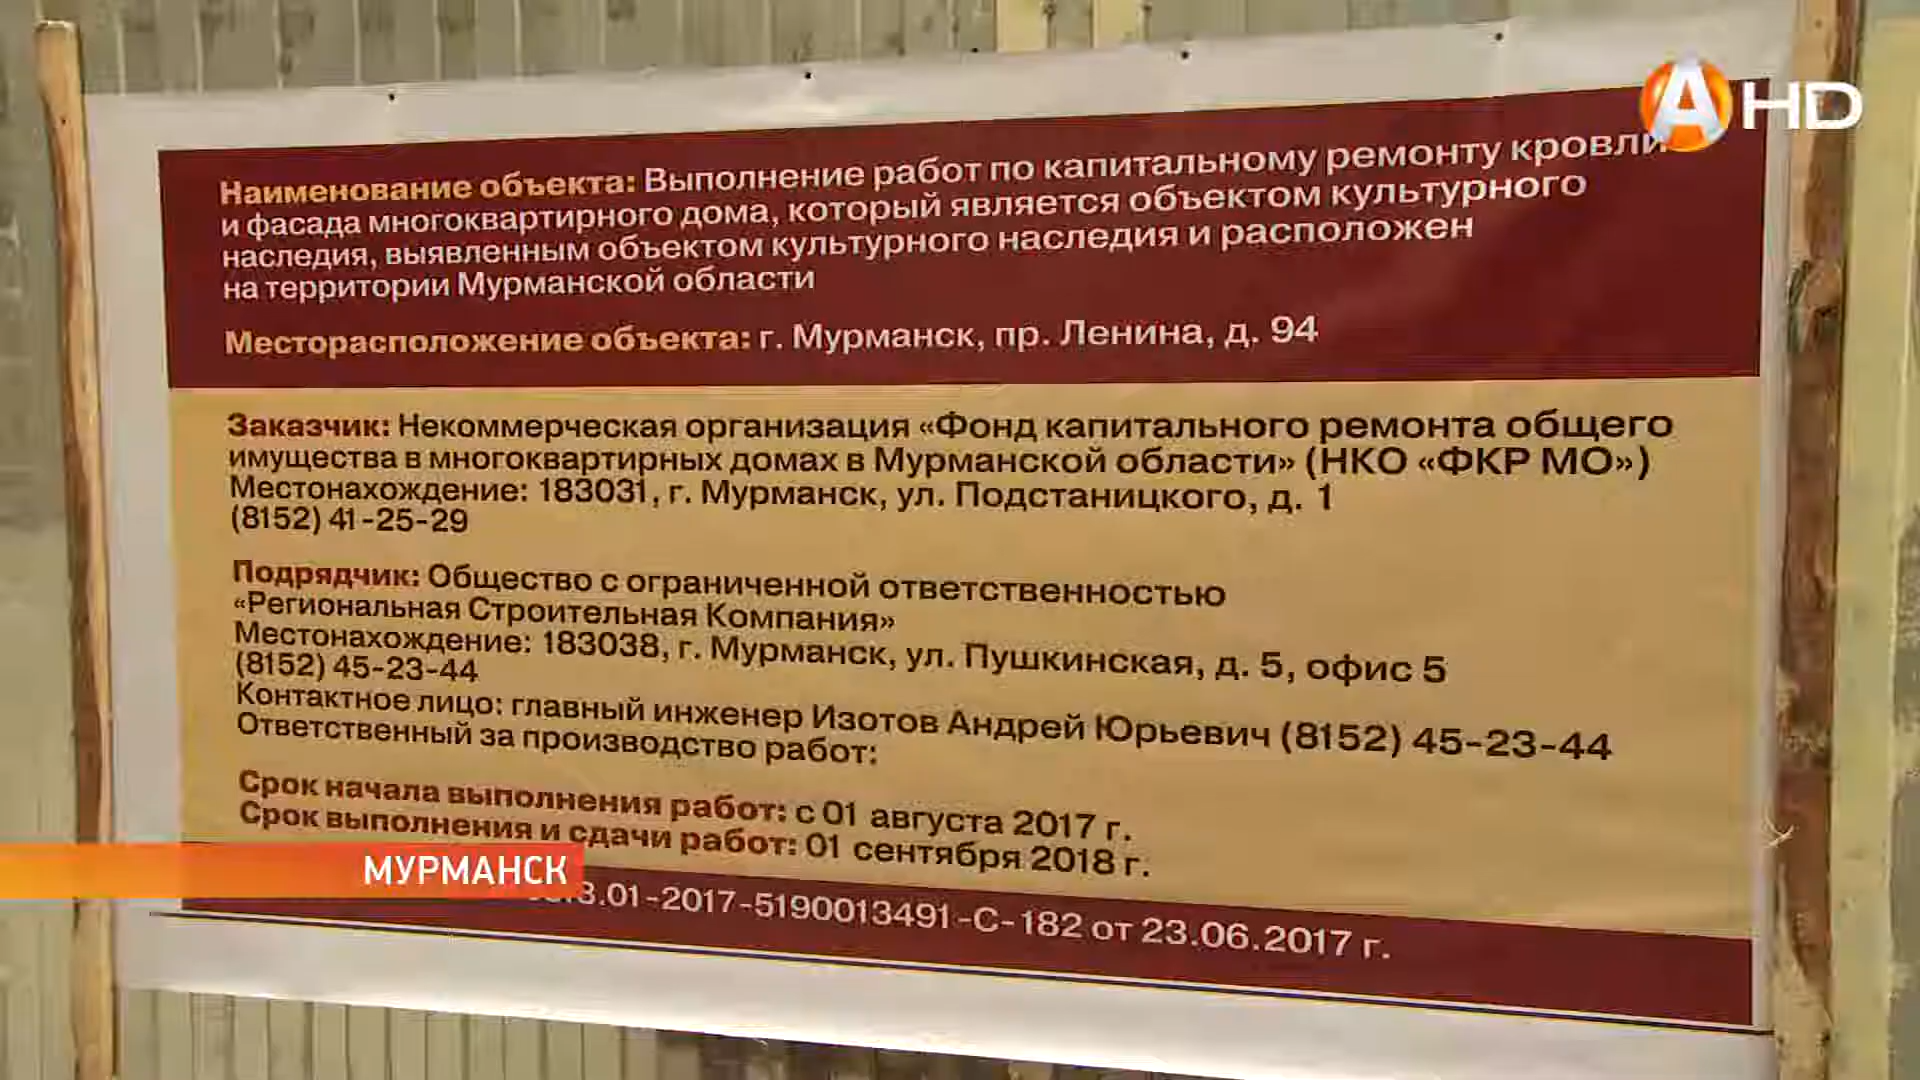 Наименование объекта: Выполнение работ по капитальному ремонту кровли
и фасада многоквартирного дома, который является объектом культурного
наследия, выявленным объектом культурного наследия и расположен
на территории Мурманской области
Месторасположение объекта: г. Мурманск, пр. Ленина, д. 94
Заказчик: Некоммерческая организация «Фонд капитального ремонта общего
имущества в многоквартирных домах в Мурманской области» (НКО «ФКР МО»)
Местонахождение: 183031, г. Мурманск, ул. Подстаницкого, д. 1
(8152) 41-25-29
Подрядчик: Общество с ограниченной ответственностью
«Региональная Строительная Компания»
Местонахождение: 183038, г. Мурманск, ул. Пушкинская, д. 5, офис 5
(8152) 45-23-44
Контактное лицо: главный инженер Изотов Андрей Юрьевич (8152) 45-23-44
Ответственный за производство работ:
Срок начала выполнения работ: с 01 августа 2017 г.
Срок выполнения и сдачи работ: 01 сентября 2018 г.
.01-2017-5190013491-С-182 от 23.06.2017 г.
МУРМАНСК
А HD